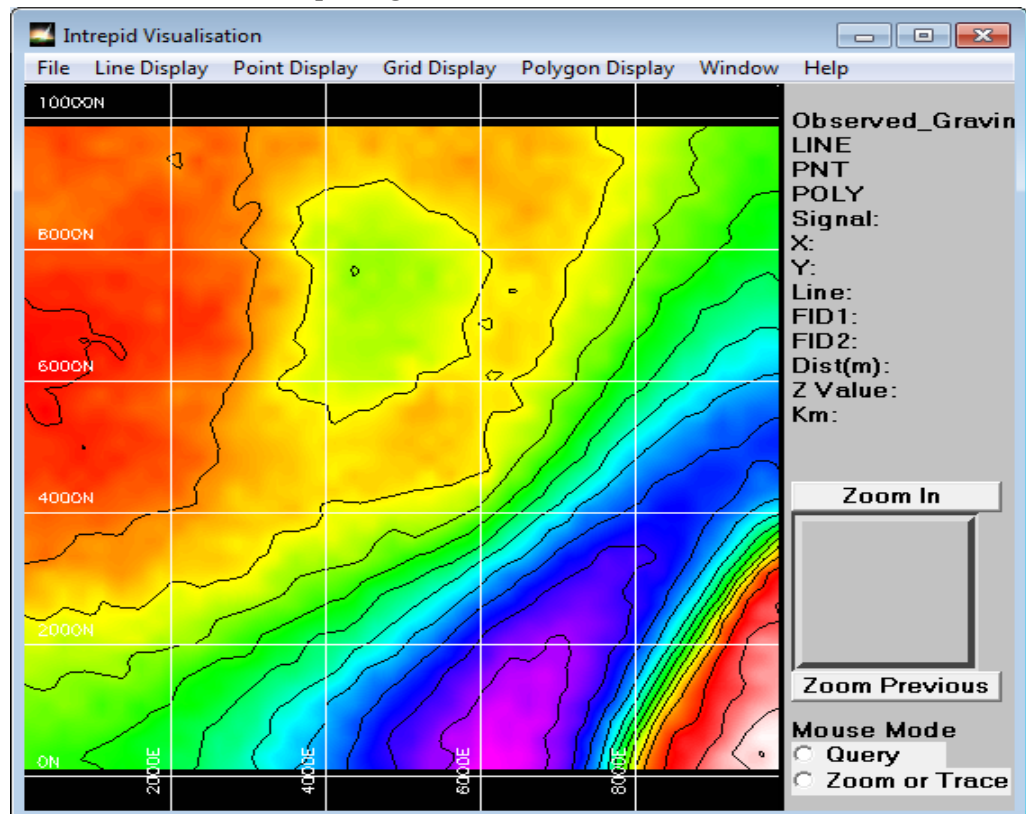 Intrepid Visualisation
File Line Display Point Display Grid Display Polygon Display Window Help
10000N
8000N
6000N
4000N
2000N
0N
2000E
4000E
6000E
8000E
Observed_Gravin
LINE
PNT
POLY
Signal:
X:
Y:
Line:
FID1:
FID2:
Dist(m):
Z Value:
Km:
Zoom In
Zoom Previous
Mouse Mode
Query
Zoom or Trace